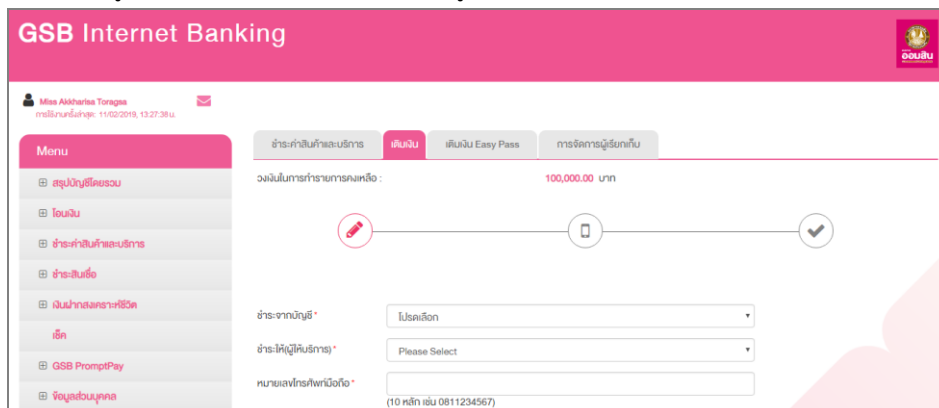 GSB Internet Banking
ออมสิน
Miss Akkharisa Toragsa
การใช้งานครั้งล่าสุด: 11/02/2019, 13:27:38 น.
Menu
สรุปบัญชีโดยรวม
โอนเงิน
ชำระค่าสินค้าและบริการ
ชำระสินเชื่อ
เงินฝากสงเคราะห์ชีวิต
เช็ค
GSB PromptPay
ข้อมูลส่วนบุคคล
ชำระค่าสินค้าและบริการ เติมเงิน เติมเงิน Easy Pass การจัดการผู้เรียกเก็บ
วงเงินในการทำรายการคงเหลือ : 100,000.00 บาท
ชำระจากบัญชี * โปรดเลือก
ชำระให้(ผู้ให้บริการ) * Please Select
หมายเลขโทรศัพท์มือถือ *
(10 หลัก เช่น 0811234567)